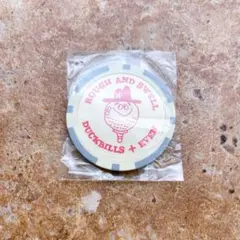 ROUGH AND SWELL
DUCKBILLS + EVEN